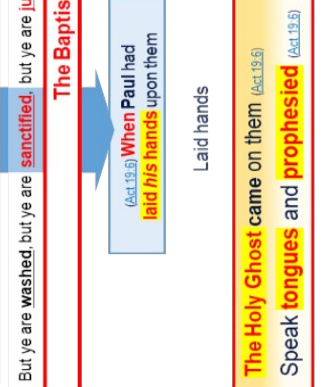 But ye are washed, but ye are sanctified, but ye are
The
(Act 19:6) When Paul had
laid his hands upon them
Laid hands
The Holy Ghost came on them (Act 19:6)
Speak tongues and prophesied (Act 19:6)